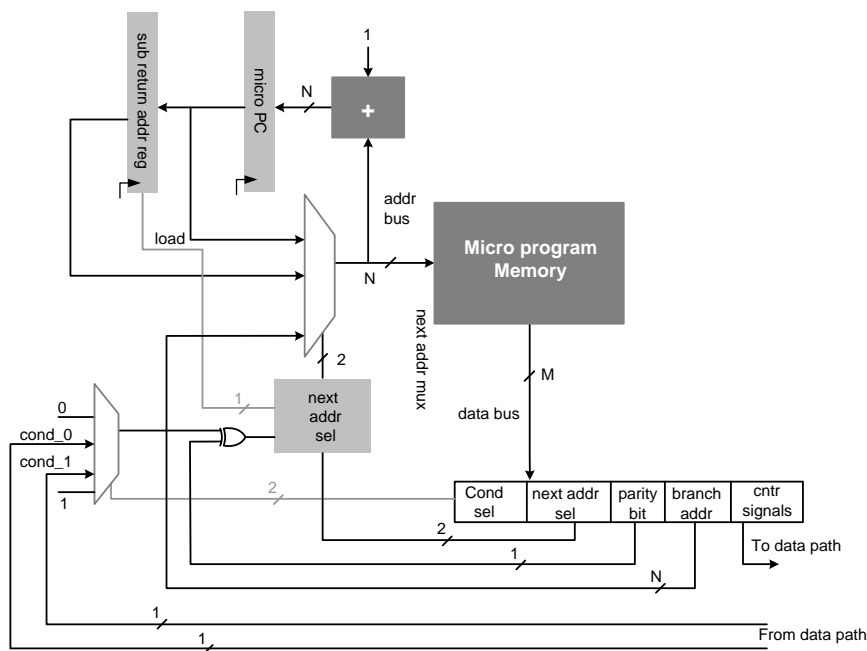 1
sub return addr reg
micro PC
N
+
addr
bus
load
N
Micro program
Memory
next addr mux
2
M
data bus
next
addr
sel
1
0
cond_0
cond_1
1
2
Cond
sel
next addr
sel
parity
bit
branch
addr
cntr
signals
2
1
N
To data path
1
1
From data path